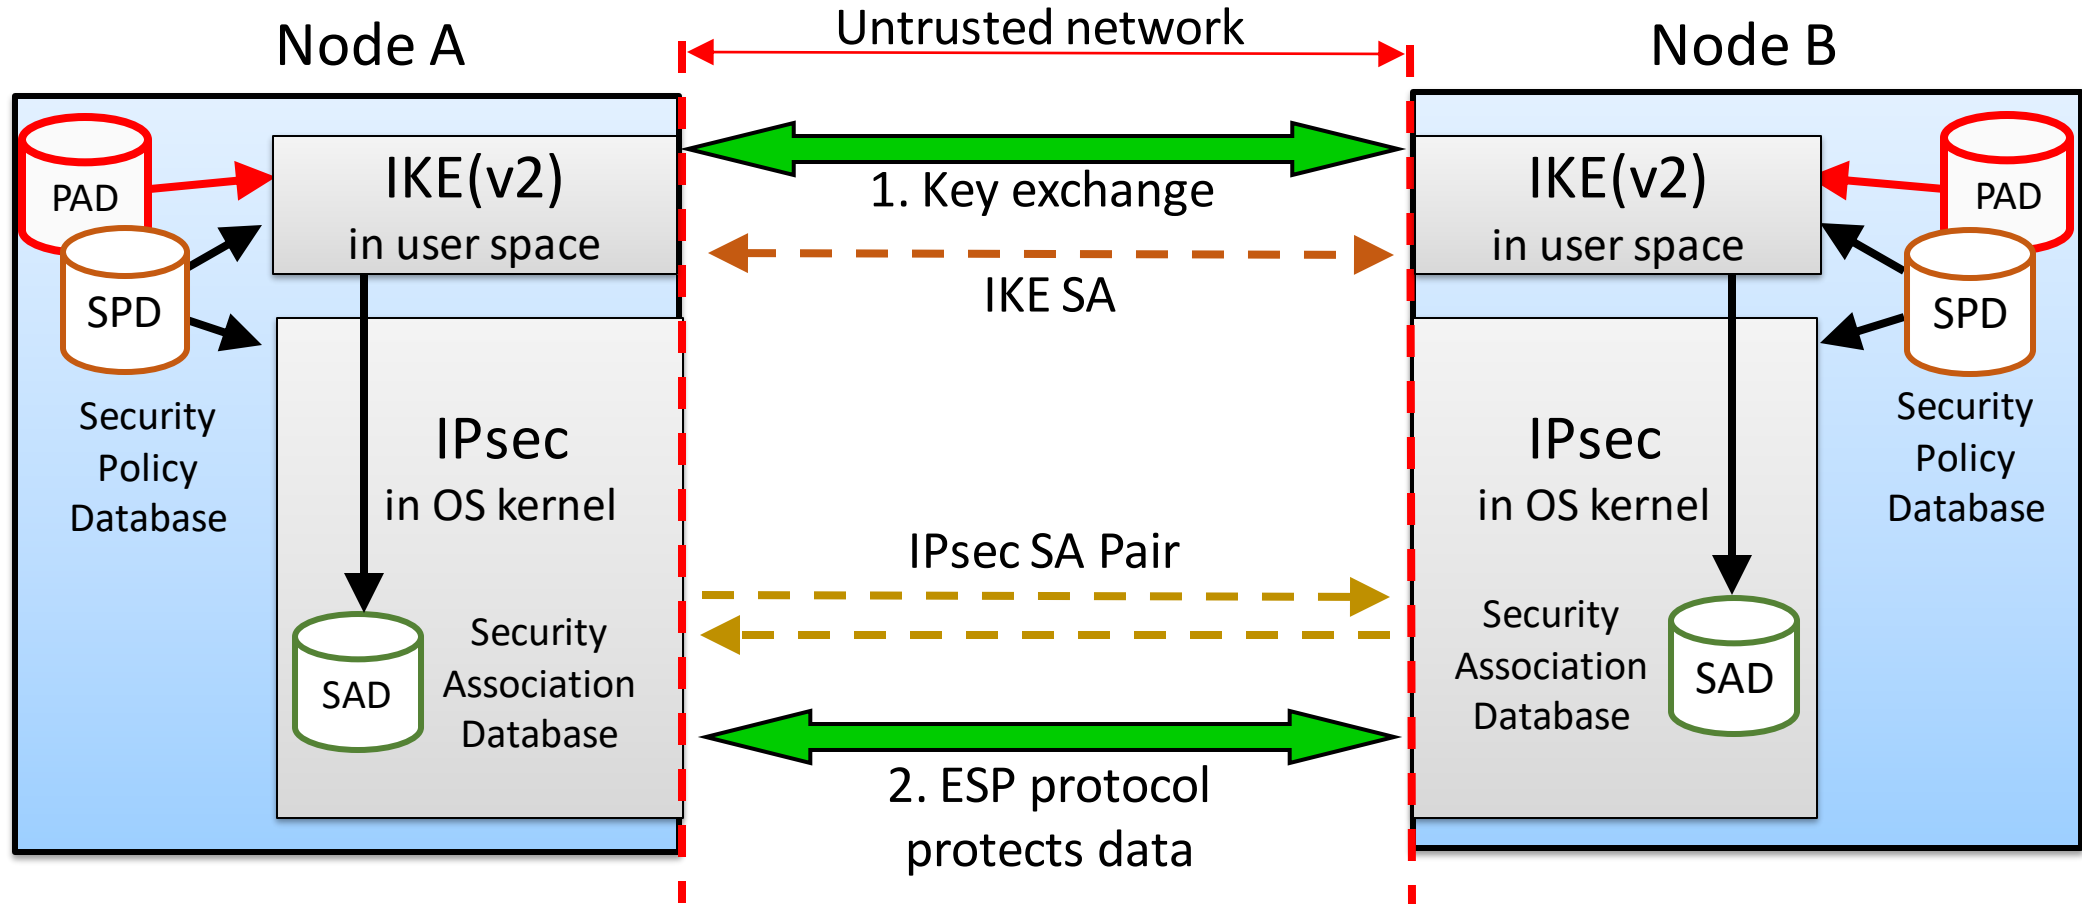 Node A
Untrusted network
Node B
PAD
IKE(v2)
in user space
1. Key exchange
IKE(v2)
in user space
PAD
SPD
IKE SA
SPD
Security
Policy
Database
IPsec
in OS kernel
IPsec
in OS kernel
Security
Policy
Database
IPsec SA Pair
SAD
Security
Association
Database
Security
Association
Database
SAD
2. ESP protocol
protects data